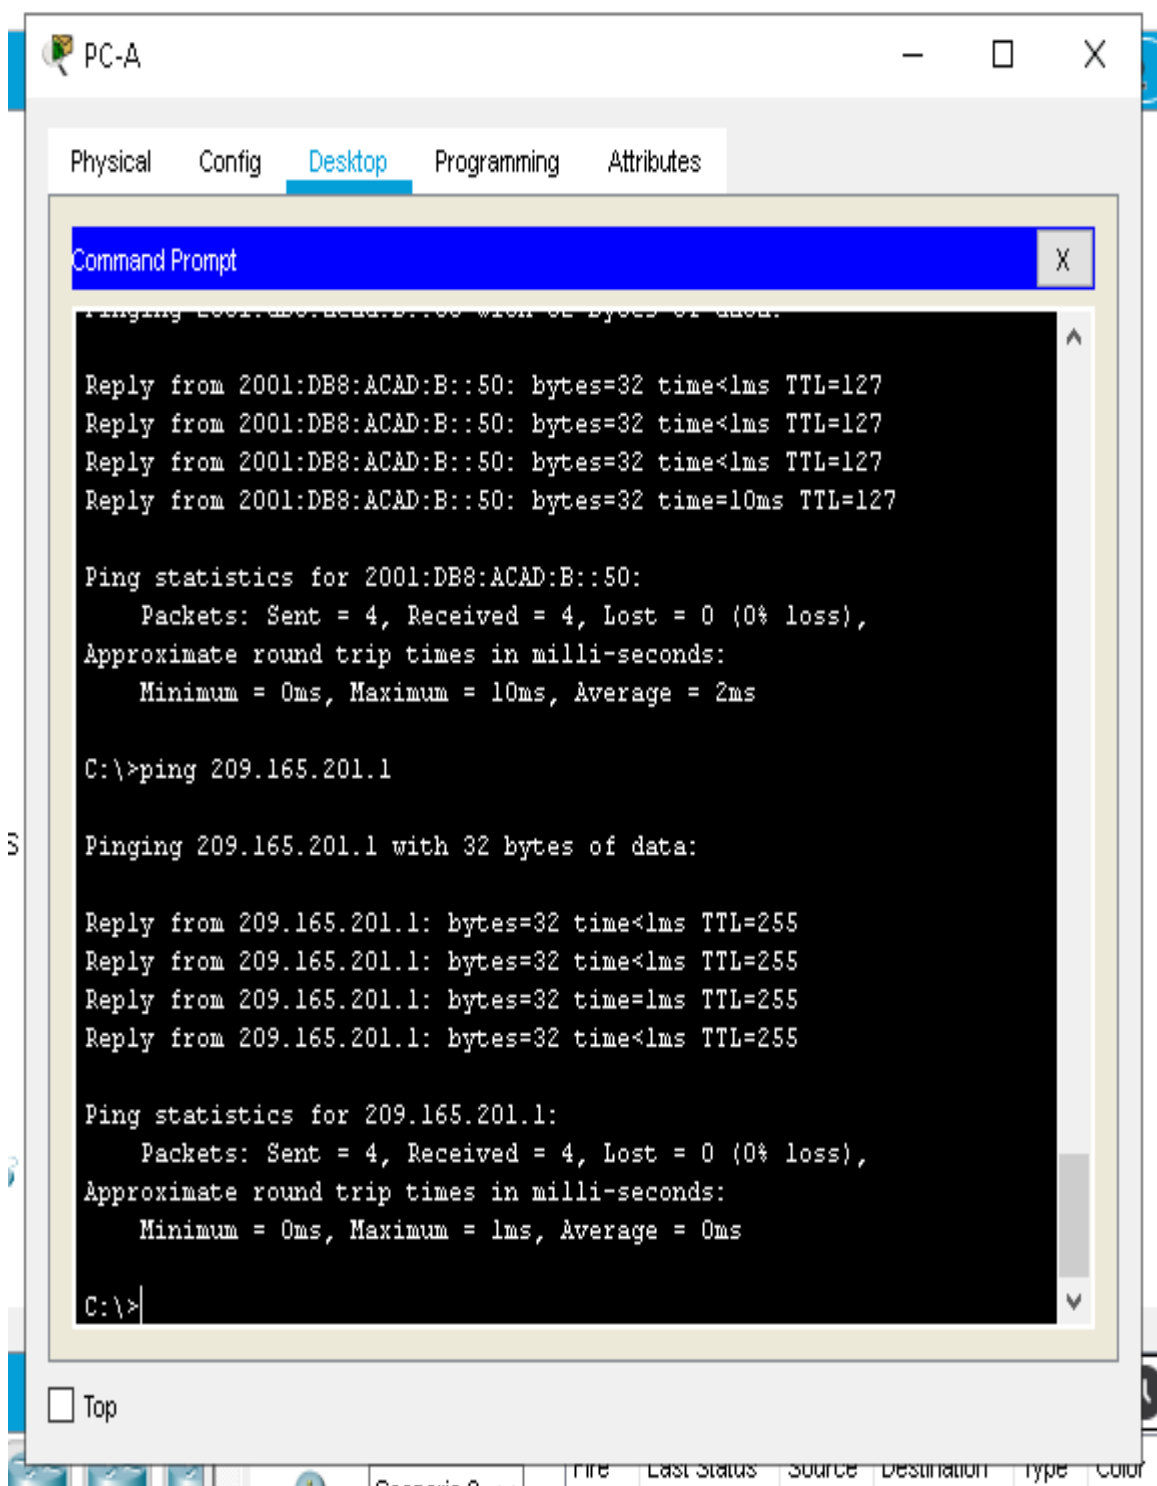 PC-A
Physical Config Desktop Programming Attributes
Command Prompt
X
Reply from 2001:DB8:ACAD:B::50: bytes=32 time<1ms TTL=127
Reply from 2001:DB8:ACAD:B::50: bytes=32 time<1ms TTL=127
Reply from 2001:DB8:ACAD:B::50: bytes=32 time<1ms TTL=127
Reply from 2001:DB8:ACAD:B::50: bytes=32 time=10ms TTL=127
Ping statistics for 2001:DB8:ACAD:B::50:
Packets: Sent = 4, Received = 4, Lost = 0 (0% loss),
Approximate round trip times in milli-seconds:
Minimum = 0ms, Maximum = 10ms, Average = 2ms
C:\>ping 209.165.201.1
Pinging 209.165.201.1 with 32 bytes of data:
Reply from 209.165.201.1: bytes=32 time<1ms TTL=255
Reply from 209.165.201.1: bytes=32 time<1ms TTL=255
Reply from 209.165.201.1: bytes=32 time=1ms TTL=255
Reply from 209.165.201.1: bytes=32 time<1ms TTL=255
Ping statistics for 209.165.201.1:
Packets: Sent = 4, Received = 4, Lost = 0 (0% loss),
Approximate round trip times in milli-seconds:
Minimum = 0ms, Maximum = 1ms, Average = 0ms
C:\>
Top
Fire Last Status Source Destination Type Color